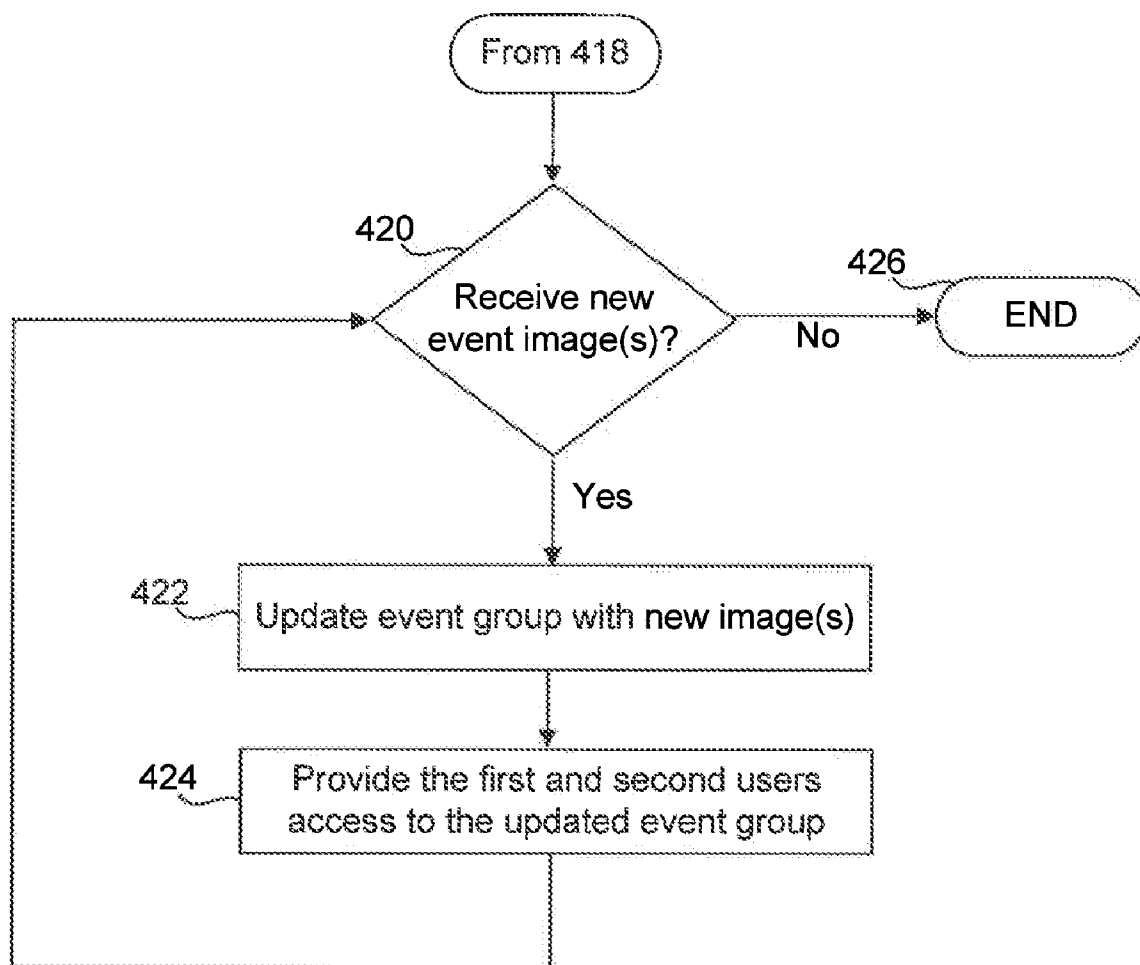 From 418
420
Receive new
event image(s)?
426
END
No
Yes
422
Update event group with new image(s)
424
Provide the first and second users
access to the updated event group